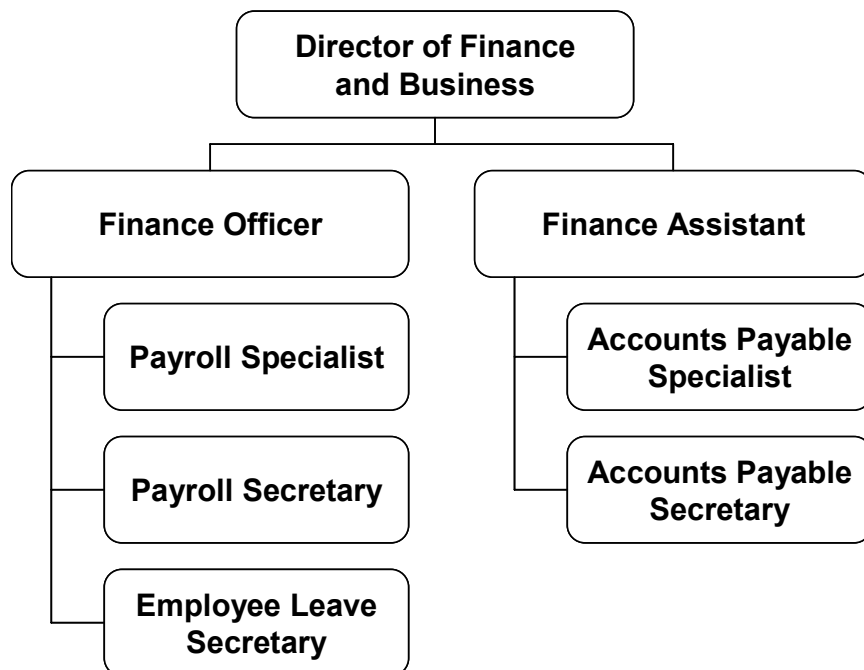 Director of Finance
and Business
Finance Officer
Finance Assistant
Payroll Specialist
Accounts Payable
Specialist
Payroll Secretary
Accounts Payable
Secretary
Employee Leave
Secretary